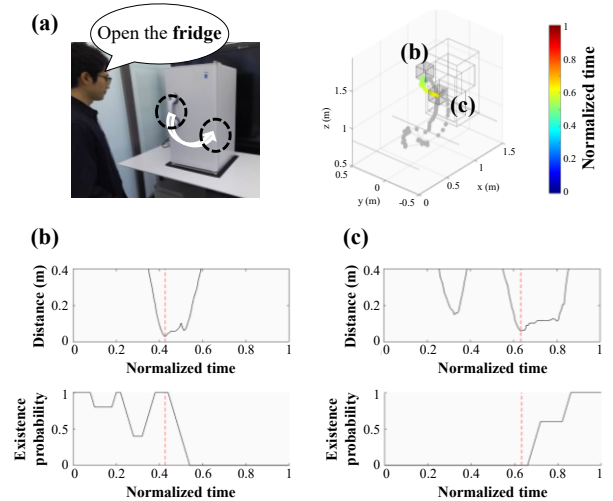 (a)
Open the fridge
(b)
(c)
z (m)
1.5
1
0.5
0.5
0
-0.5
y (m)
0
0.5
1
1.5
x (m)
1
0.8
0.6
0.4
0.2
0
Normalized time
(b)
Distance (m)
0.4
0.2
0
0 0.2 0.4 0.6 0.8 1
Normalized time
Existence
probability
1
0.5
0
0 0.2 0.4 0.6 0.8 1
Normalized time
(c)
Distance (m)
0.4
0.2
0
0 0.2 0.4 0.6 0.8 1
Normalized time
Existence
probability
1
0.5
0
0 0.2 0.4 0.6 0.8 1
Normalized time